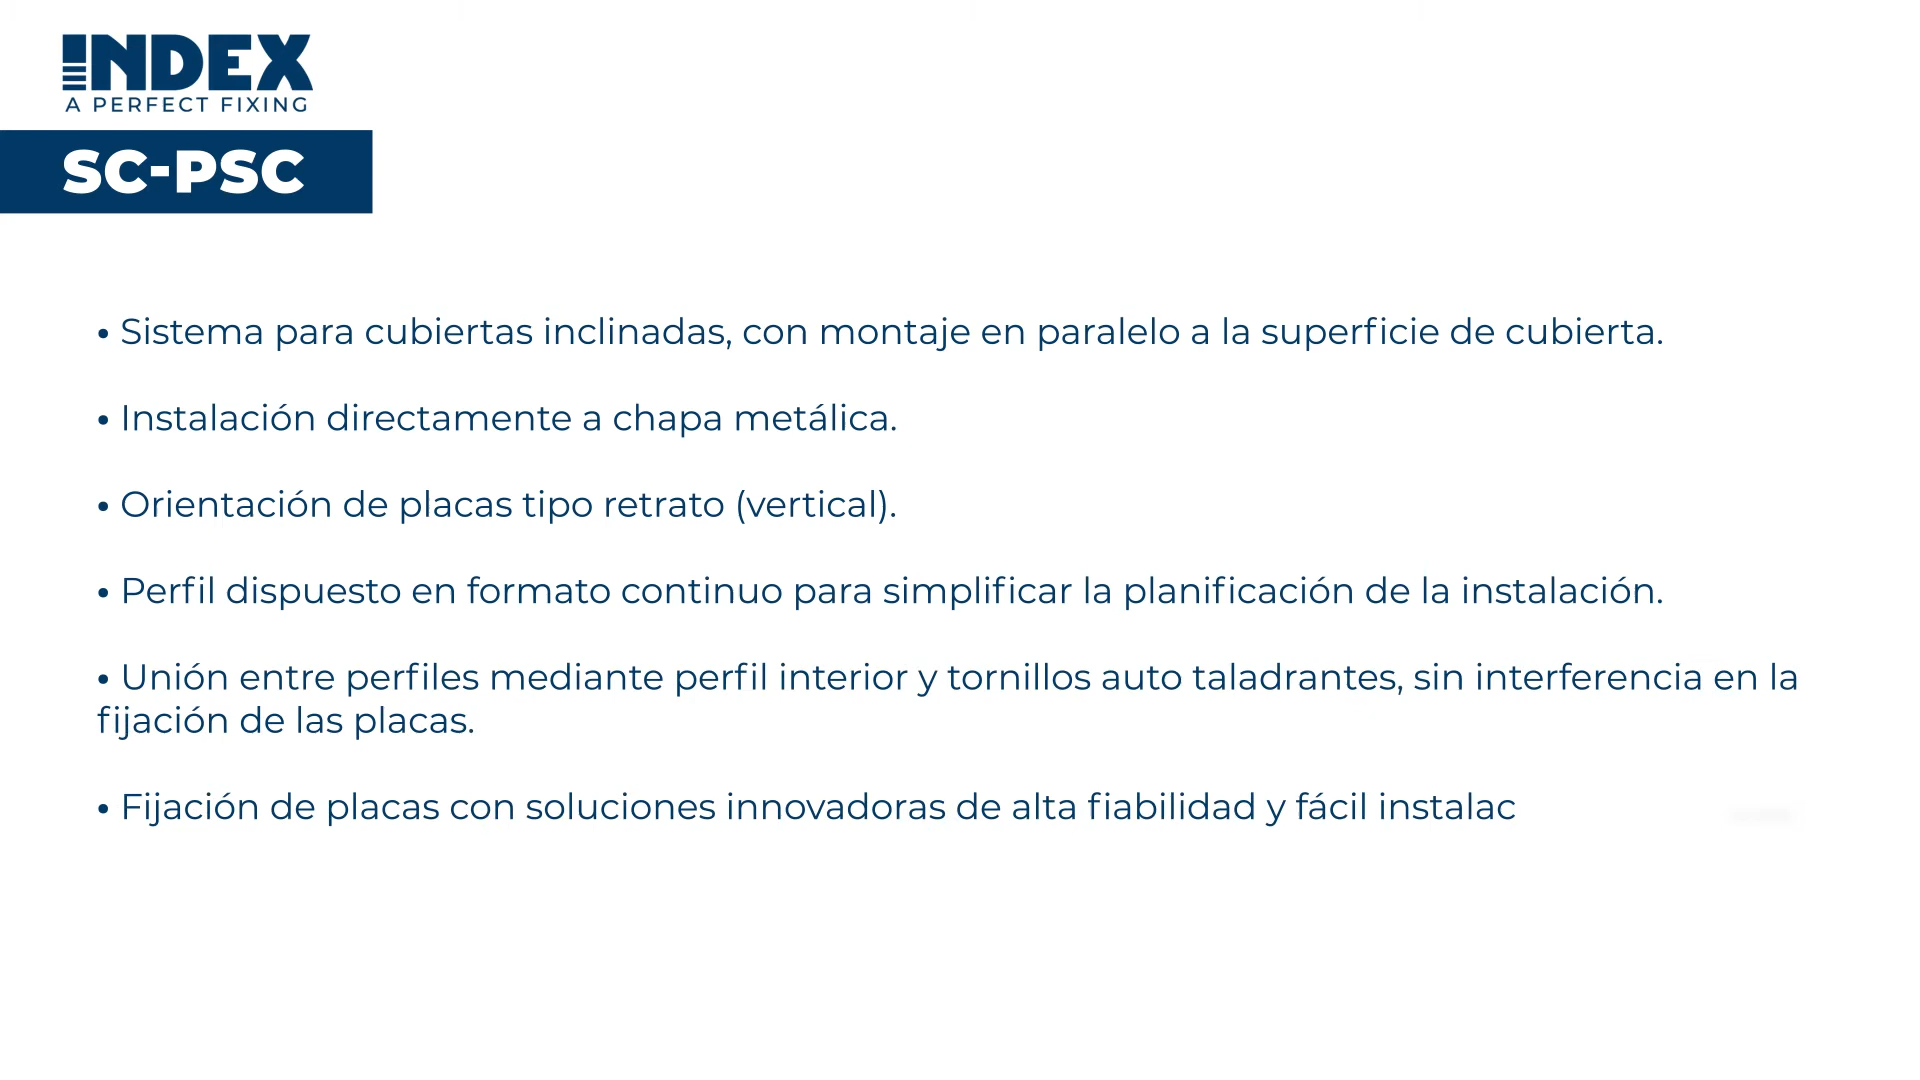 INDEX
A PERFECT FIXING
SC-PSC
• Sistema para cubiertas inclinadas, con montaje en paralelo a la superficie de cubierta.
• Instalación directamente a chapa metálica.
• Orientación de placas tipo retrato (vertical).
• Perfil dispuesto en formato continuo para simplificar la planificación de la instalación.
• Unión entre perfiles mediante perfil interior y tornillos auto taladrantes, sin interferencia en la
fijación de las placas.
• Fijación de placas con soluciones innovadoras de alta fiabilidad y fácil instalac